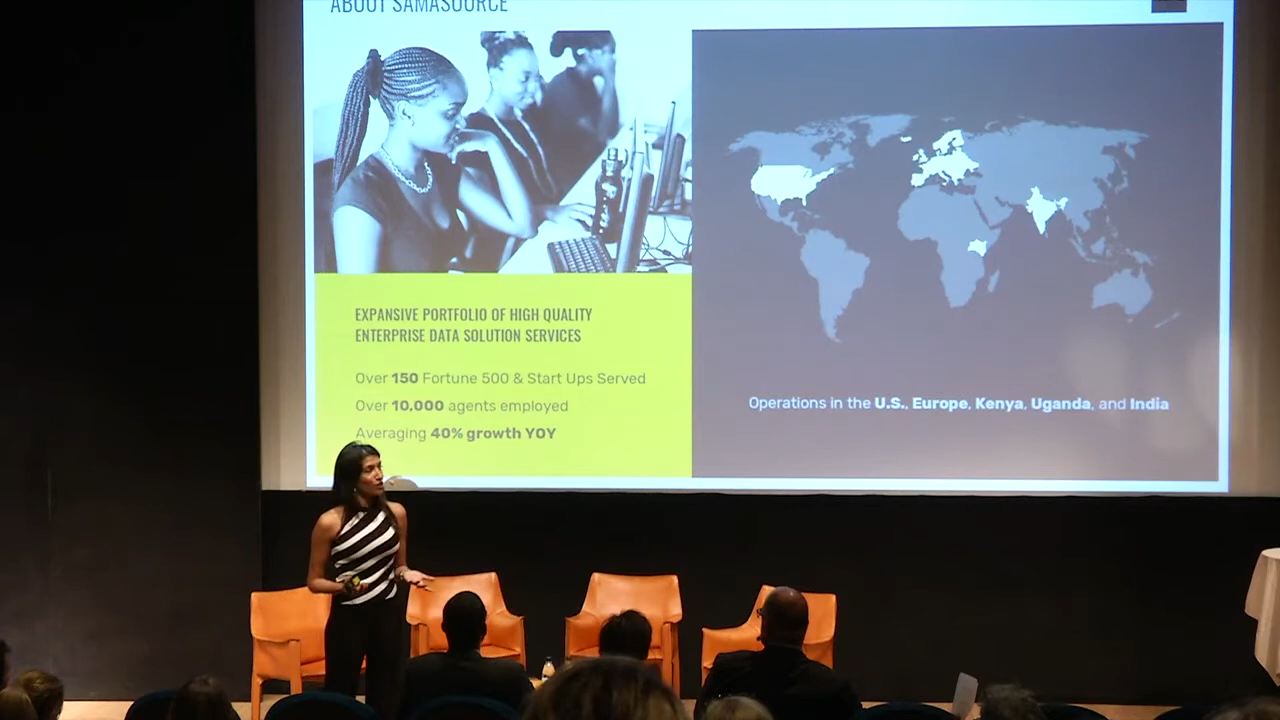 ABOUT SAMASOURCE
EXPANSIVE PORTFOLIO OF HIGH QUALITY
ENTERPRISE DATA SOLUTION SERVICES
Over 150 Fortune 500 & Start Ups Served
Over 10,000 agents employed
Averaging 40% growth YOY
Operations in the U.S., Europe, Kenya, Uganda, and India